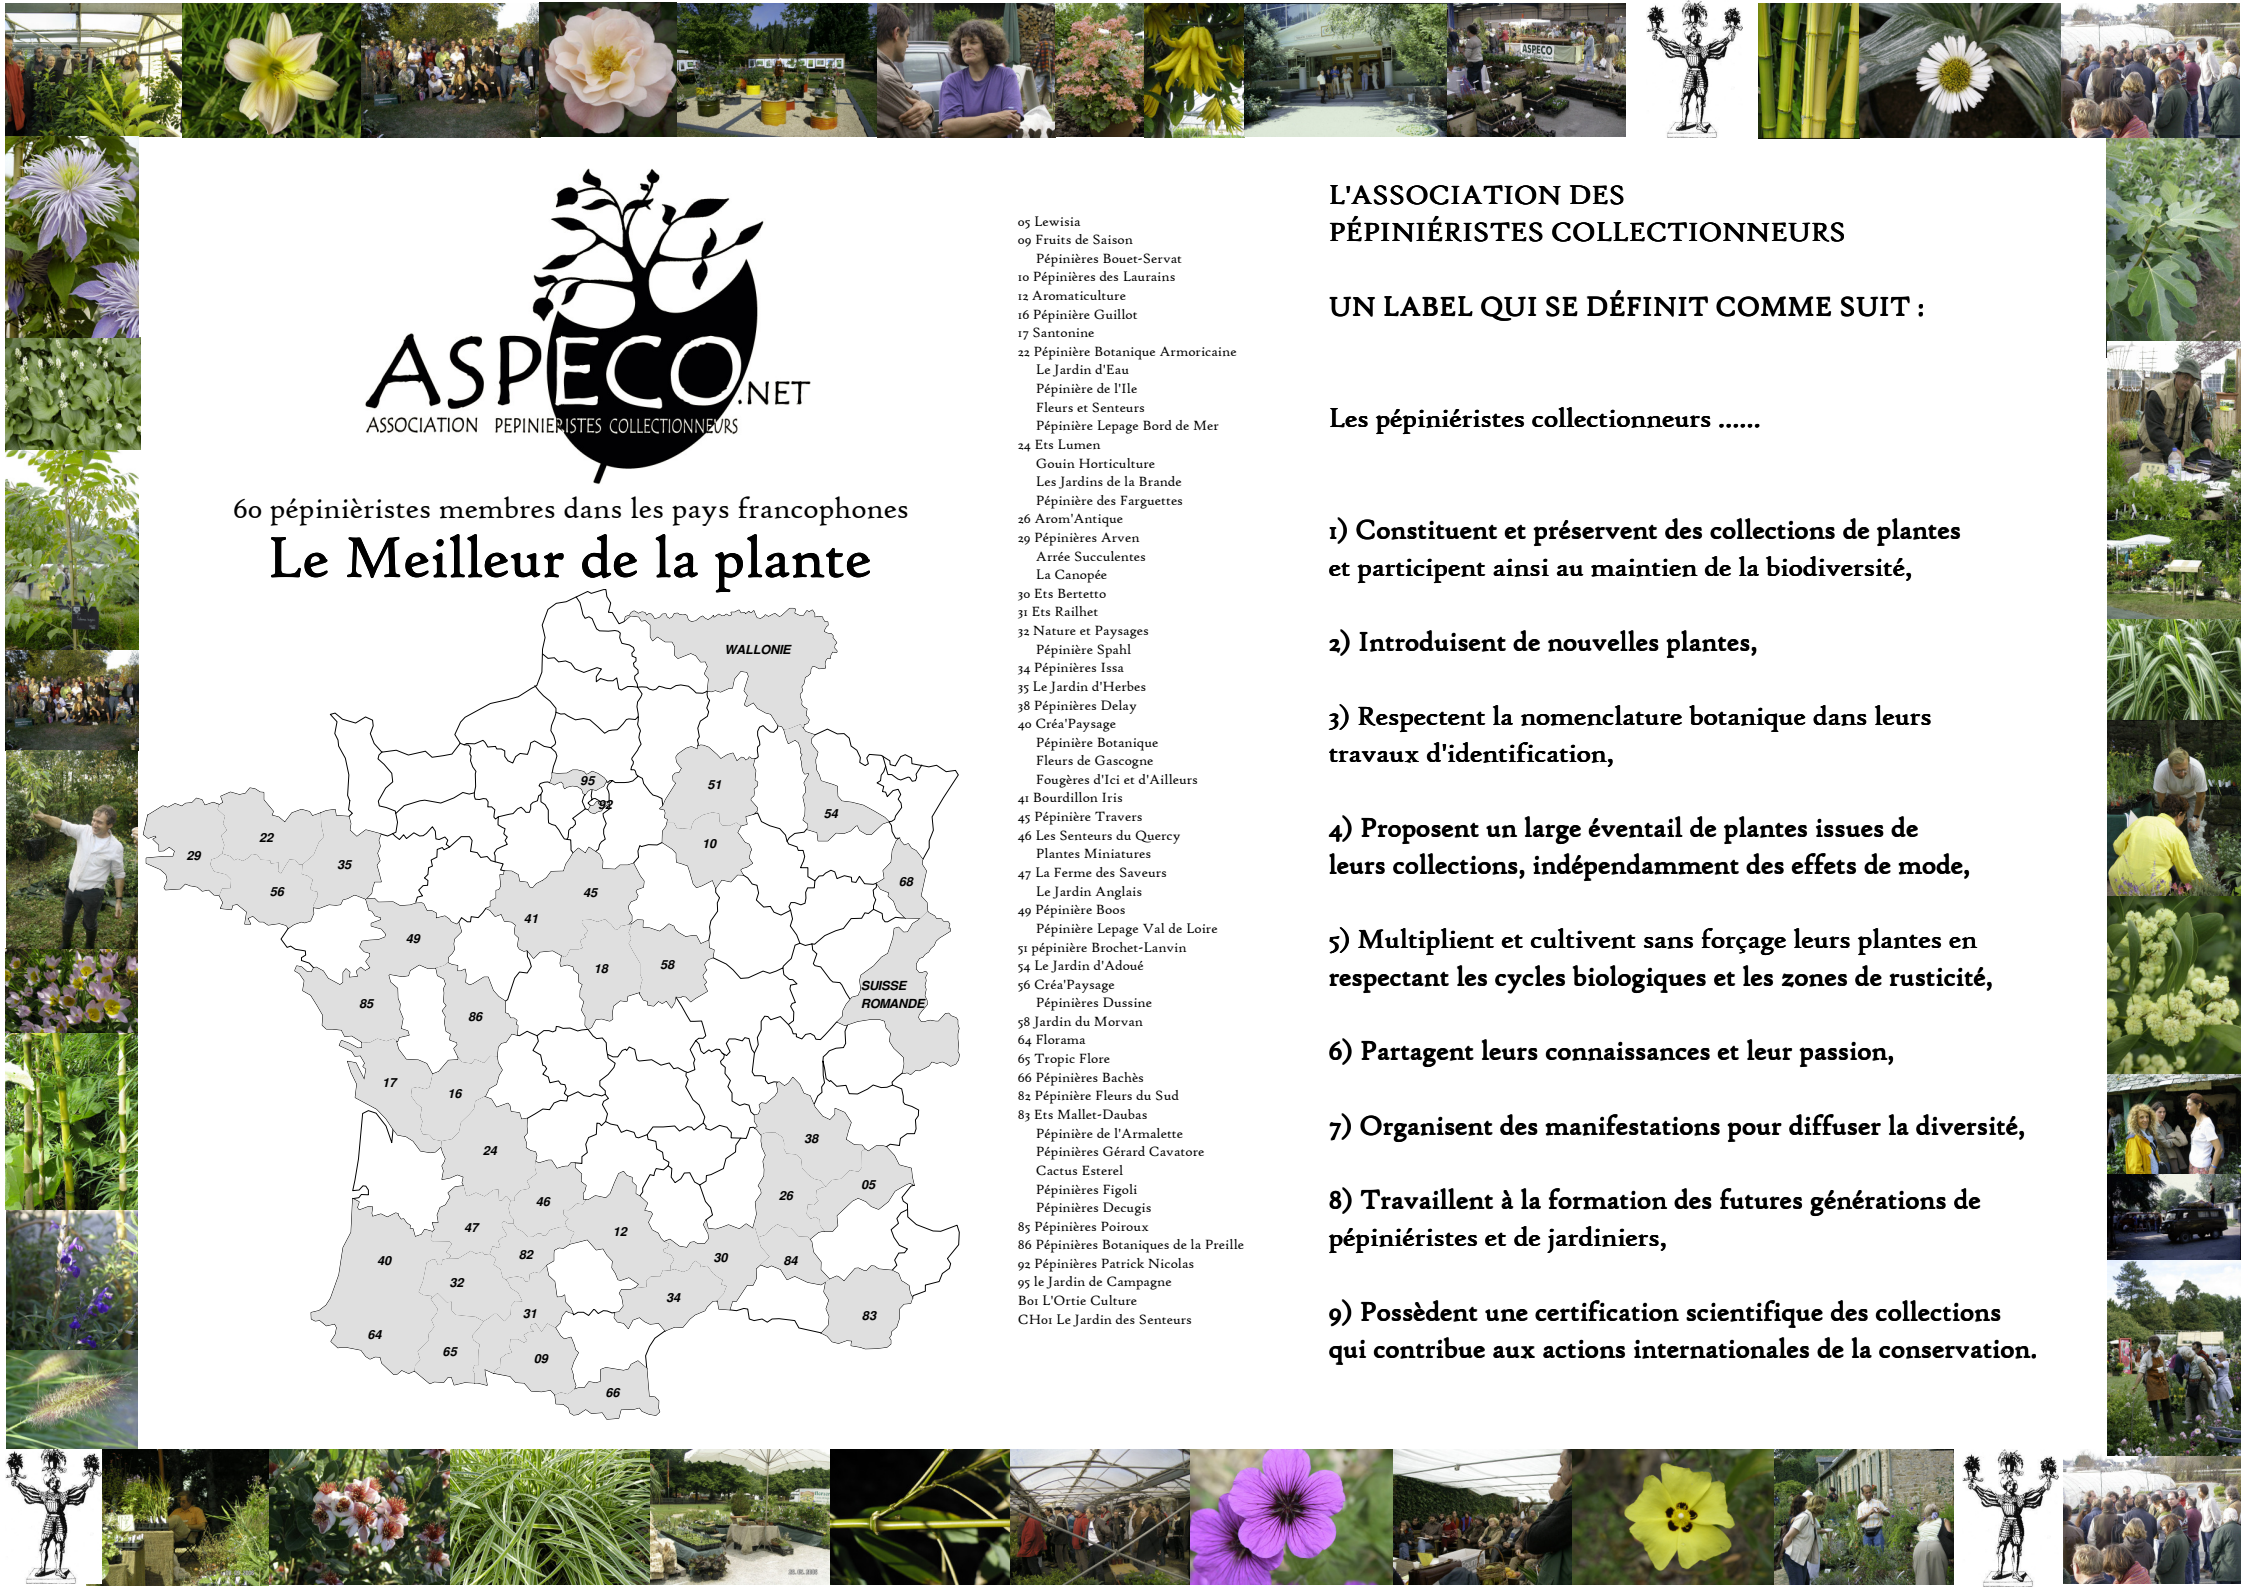 ASPECO
ASPECO.NET
ASSOCIATION PEPINIERISTES COLLECTIONNEURS
60 pépinièristes membres dans les pays francophones
Le Meilleur de la plante
WALLONIE
95
92
51
54
10
22
29
35
56
68
45
41
49
18
58
SUISSE
ROMANDE
85
86
17
16
24
38
05
26
46
47
12
82
30
84
40
32
34
31
83
64
65
09
66
05 Lewisia
09 Fruits de Saison
Pépinières Bouet-Servat
10 Pépinières des Laurains
12 Aromaticulture
16 Pépinière Guillot
17 Santonine
22 Pépinière Botanique Armoricaine
Le Jardin d'Eau
Pépinière de l'Ile
Fleurs et Senteurs
Pépinière Lepage Bord de Mer
24 Ets Lumen
Gouin Horticulture
Les Jardins de la Brande
Pépinière des Farguettes
26 Arom'Antique
29 Pépinières Arven
Arrée Succulentes
La Canopée
30 Ets Bertetto
31 Ets Railhet
32 Nature et Paysages
Pépinière Spahl
34 Pépinières Issa
35 Le Jardin d'Herbes
38 Pépinières Delay
40 Créa'Paysage
Pépinière Botanique
Fleurs de Gascogne
Fougères d'Ici et d'Ailleurs
41 Bourdillon Iris
45 Pépinière Travers
46 Les Senteurs du Quercy
Plantes Miniatures
47 La Ferme des Saveurs
Le Jardin Anglais
49 Pépinière Boos
Pépinière Lepage Val de Loire
51 pépinière Brochet-Lanvin
54 Le Jardin d'Adoué
56 Créa'Paysage
Pépinières Dussine
58 Jardin du Morvan
64 Florama
65 Tropic Flore
66 Pépinières Bachès
82 Pépinière Fleurs du Sud
83 Ets Mallet-Daubas
Pépinière de l'Armalette
Pépinières Gérard Cavatore
Cactus Esterel
Pépinières Figoli
Pépinières Decugis
85 Pépinières Poiroux
86 Pépinières Botaniques de la Preille
92 Pépinières Patrick Nicolas
95 le Jardin de Campagne
B01 L'Ortie Culture
CH01 Le Jardin des Senteurs
L'ASSOCIATION DES
PÉPINIÉRISTES COLLECTIONNEURS
UN LABEL QUI SE DÉFINIT COMME SUIT :
Les pépiniéristes collectionneurs ......
1) Constituent et préservent des collections de plantes
et participent ainsi au maintien de la biodiversité,
2) Introduisent de nouvelles plantes,
3) Respectent la nomenclature botanique dans leurs
travaux d'identification,
4) Proposent un large éventail de plantes issues de
leurs collections, indépendamment des effets de mode,
5) Multiplient et cultivent sans forçage leurs plantes en
respectant les cycles biologiques et les zones de rusticité,
6) Partagent leurs connaissances et leur passion,
7) Organisent des manifestations pour diffuser la diversité,
8) Travaillent à la formation des futures générations de
pépiniéristes et de jardiniers,
9) Possèdent une certification scientifique des collections
qui contribue aux actions internationales de la conservation.